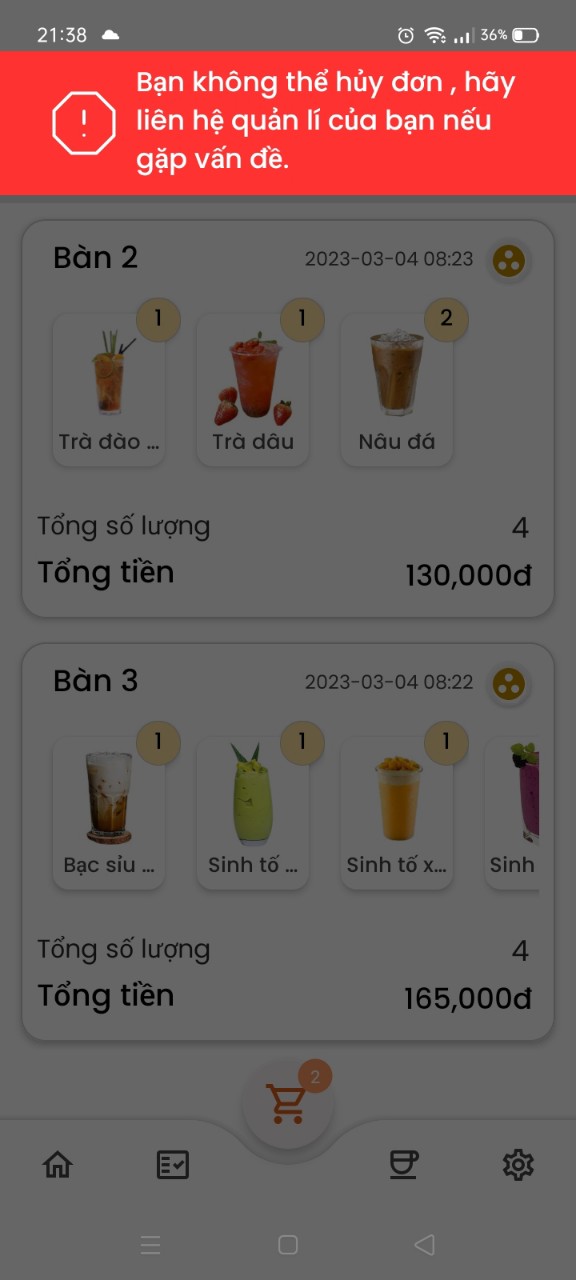 21:38
36%
Bạn không thể hủy đơn , hãy
liên hệ quản lí của bạn nếu
gặp vấn đề.
Bàn 2
2023-03-04 08:23
1
1
2
Trà đào ...
Trà dâu
Nâu đá
Tổng số lượng
4
Tổng tiền
130,000đ
Bàn 3
2023-03-04 08:22
1
1
1
Bạc sỉu ...
Sinh tố ...
Sinh tố x...
Sinh
Tổng số lượng
4
Tổng tiền
165,000đ
2